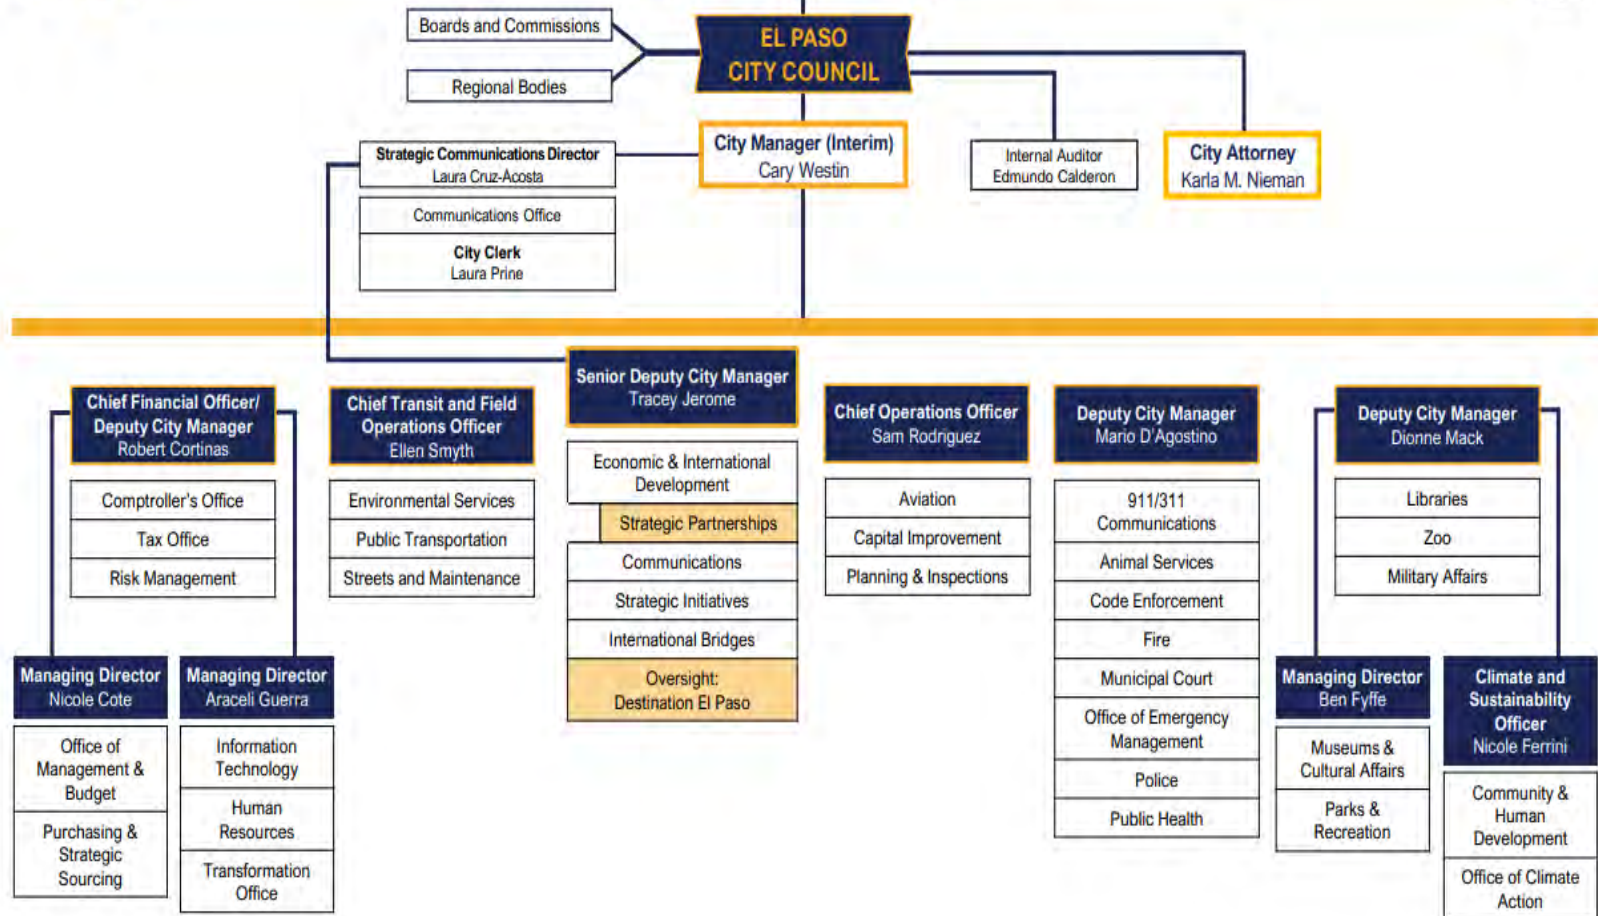 Boards and Commissions
Regional Bodies
EL PASO
CITY COUNCIL
Strategic Communications Director
Laura Cruz-Acosta
Communications Office
City Clerk
Laura Prine
City Manager (Interim)
Cary Westin
Internal Auditor
Edmundo Calderon
City Attorney
Karla M. Nieman
Chief Financial Officer/
Deputy City Manager
Robert Cortinas
Comptroller's Office
Tax Office
Risk Management
Managing Director
Nicole Cote
Office of
Management &
Budget
Purchasing &
Strategic
Sourcing
Managing Director
Araceli Guerra
Information
Technology
Human
Resources
Transformation
Office
Chief Transit and Field
Operations Officer
Ellen Smyth
Environmental Services
Public Transportation
Streets and Maintenance
Senior Deputy City Manager
Tracey Jerome
Economic & International
Development
Strategic Partnerships
Communications
Strategic Initiatives
International Bridges
Oversight:
Destination El Paso
Chief Operations Officer
Sam Rodriguez
Aviation
Capital Improvement
Planning & Inspections
Deputy City Manager
Mario D'Agostino
911/311
Communications
Animal Services
Code Enforcement
Fire
Municipal Court
Office of Emergency
Management
Police
Public Health
Deputy City Manager
Dionne Mack
Libraries
Zoo
Military Affairs
Managing Director
Ben Fyffe
Museums &
Cultural Affairs
Parks &
Recreation
Climate and
Sustainability
Officer
Nicole Ferrini
Community &
Human
Development
Office of Climate
Action